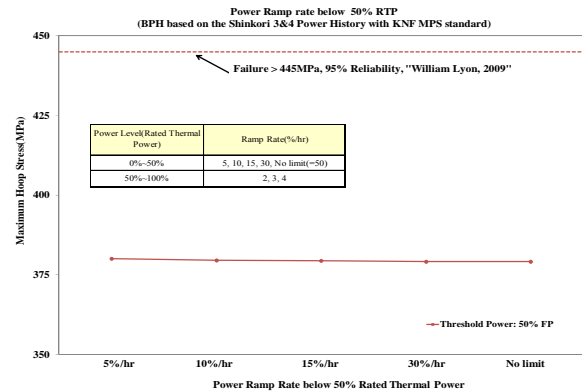 Power Ramp rate below 50% RTP
(BPH based on the Shinkori 3&4 Power History with KNF MPS standard)
450
Failure > 445MPa, 95% Reliability, "William Lyon, 2009"
425
Power Level(Rated Thermal Power) Ramp Rate(%/hr)
0%~50% 5, 10, 15, 30, No limit(=50)
50%~100% 2, 3, 4
Maximum Hoop Stress(MPa)
400
375
Threshold Power: 50% FP
350
5%/hr 10%/hr 15%/hr 30%/hr No limit
Power Ramp Rate below 50% Rated Thermal Power